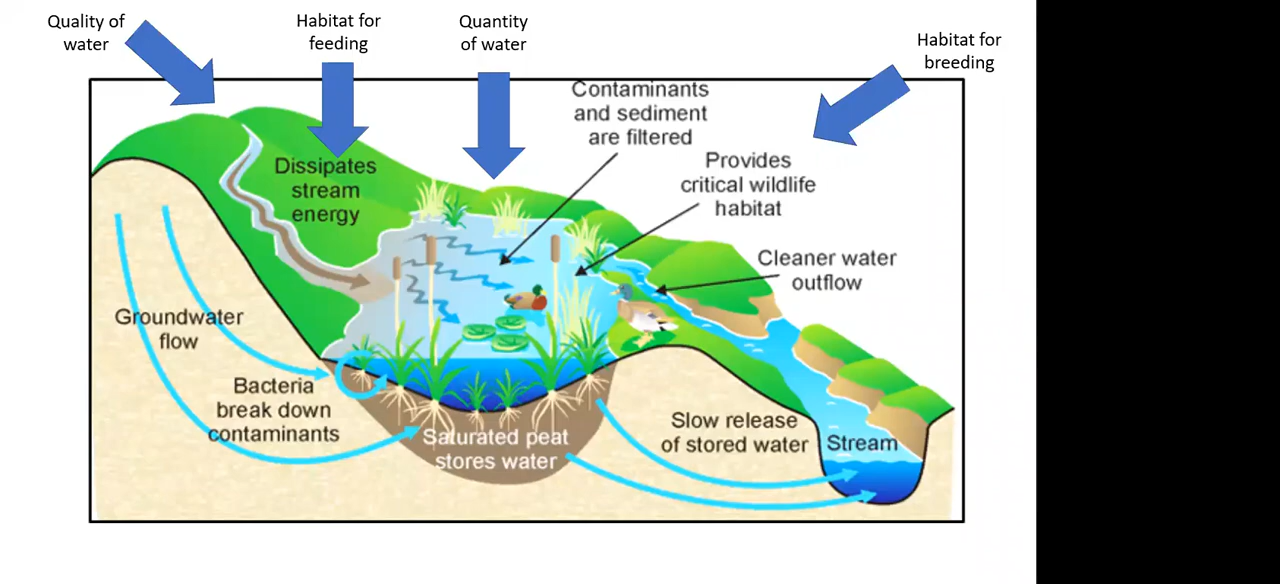 Quality of
water
Habitat for
feeding
Quantity
of water
Habitat for
breeding
Contaminants
and sediment
are filtered
Dissipates
stream
energy
Provides
critical wildlife
habitat
Cleaner water
outflow
Groundwater
flow
Bacteria
break down
contaminants
Saturated peat
stores water
Slow release
of stored water
Stream